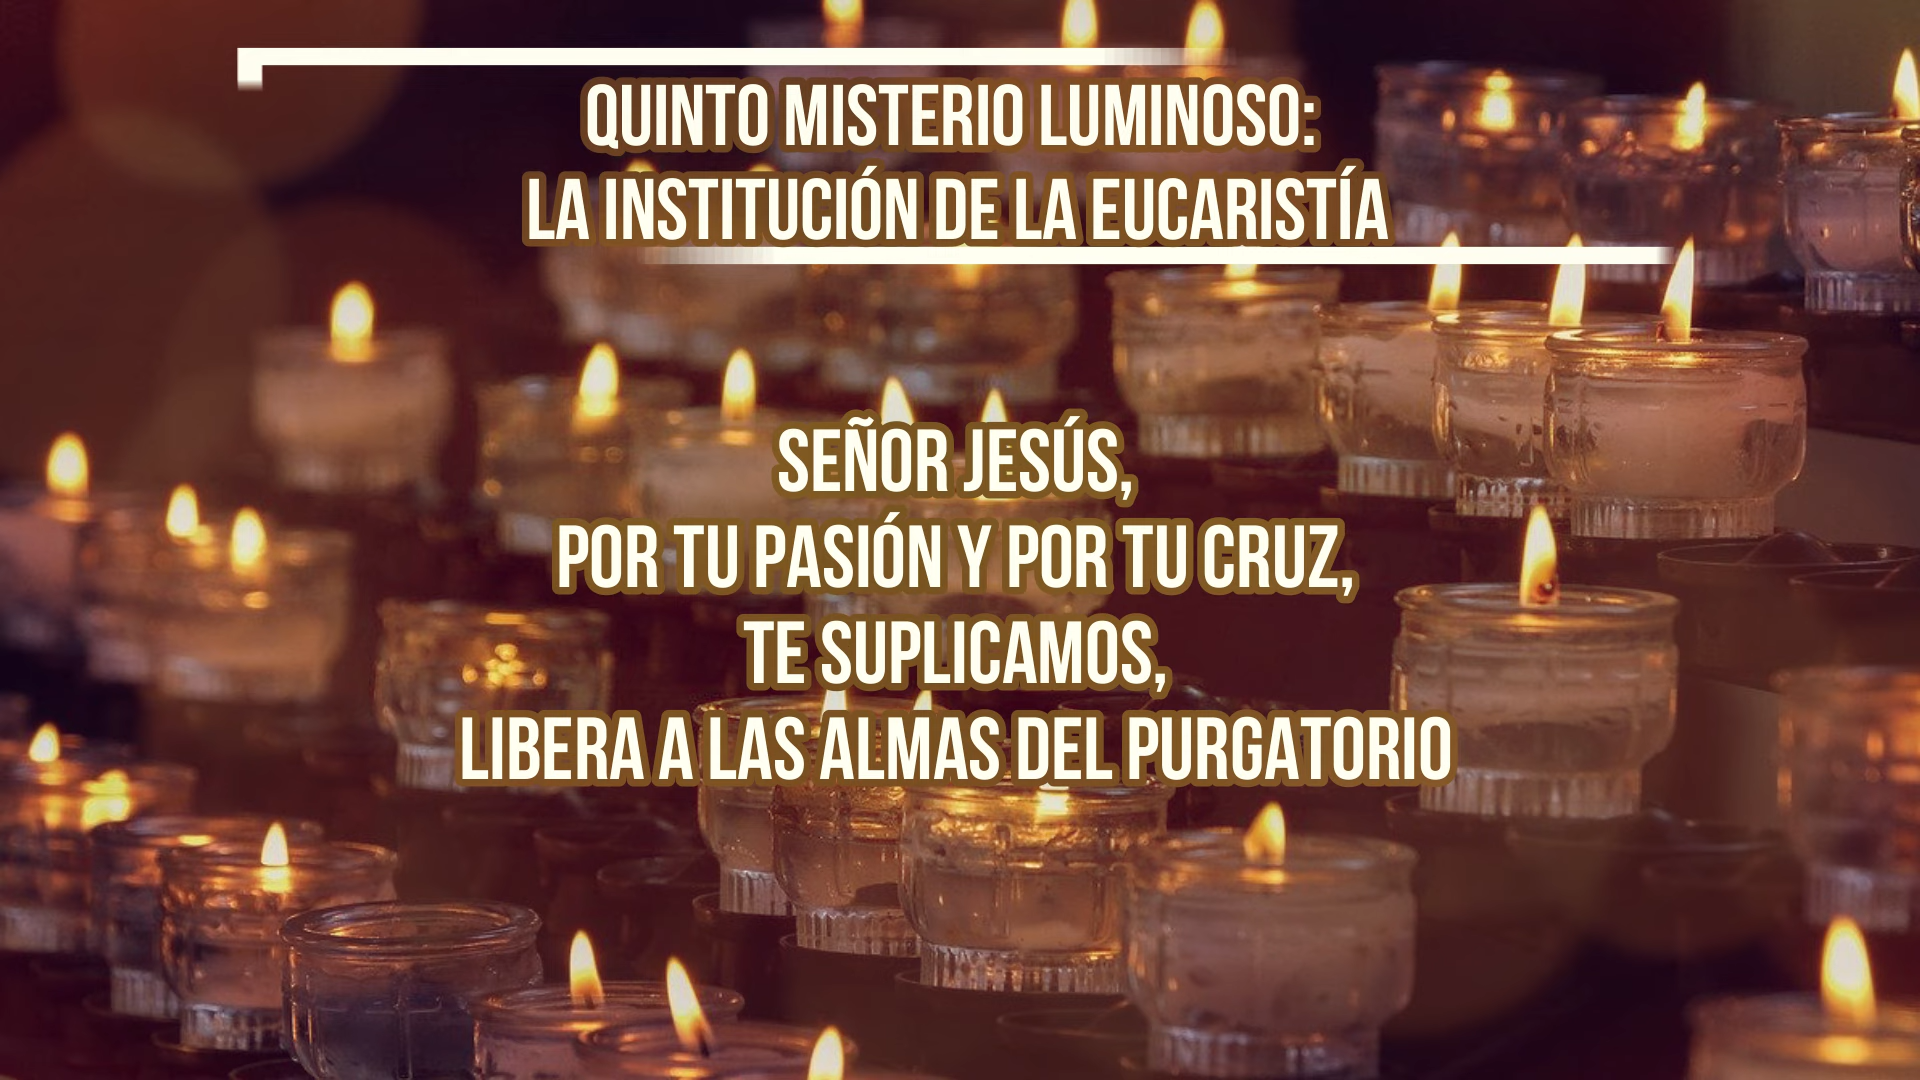 QUINTO MISTERIO LUMINOSO:
LA INSTITUCIÓN DE LA EUCARISTÍA
SEÑOR JESÚS,
POR TU PASIÓN Y POR TU CRUZ,
TE SUPLICAMOS,
LIBERA A LAS ALMAS DEL PURGATORIO